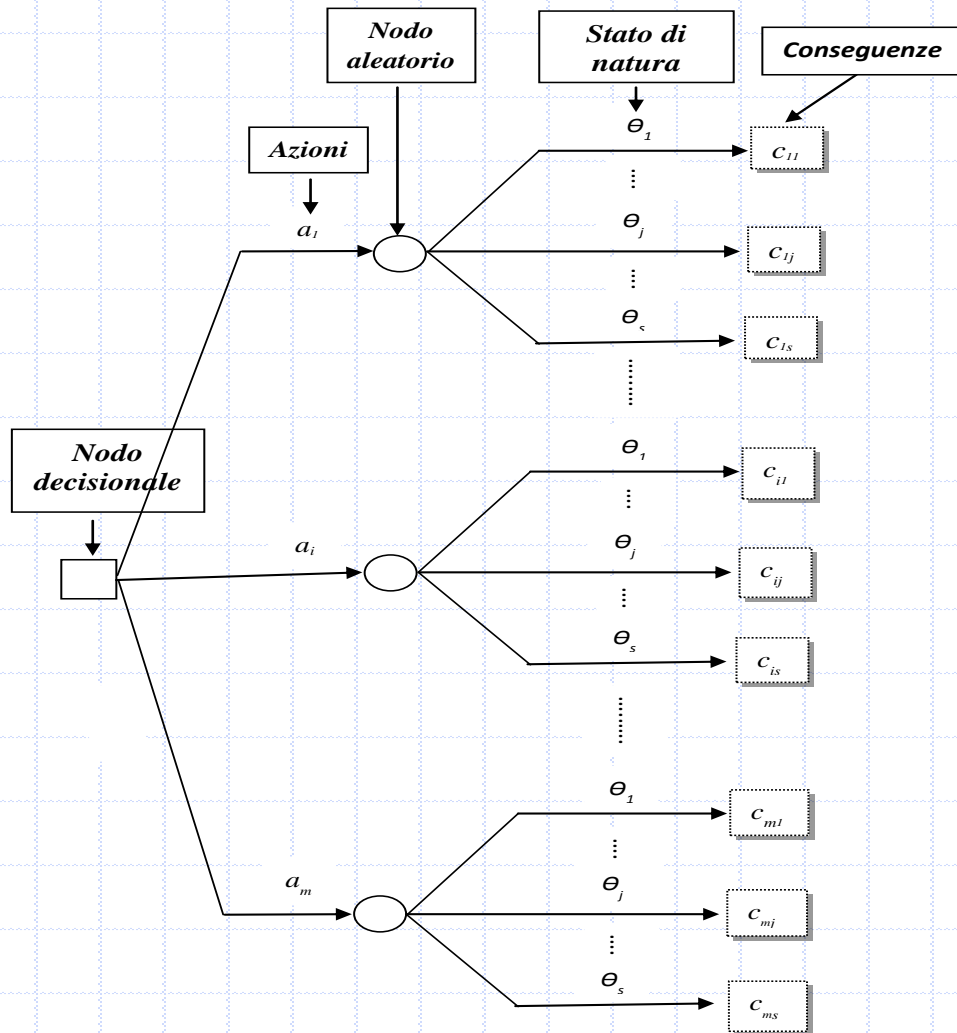 Nodo
aleatorio
Stato di
natura
Conseguenze
Azioni
θ₁
c₁₁
a₁
θⱼ
c₁ⱼ
θₛ
c₁ₛ
Nodo
decisionale
θ₁
cᵢ₁
aᵢ
θⱼ
cᵢⱼ
θₛ
cᵢₛ
θ₁
cₘ₁
aₘ
θⱼ
cₘⱼ
θₛ
cₘₛ